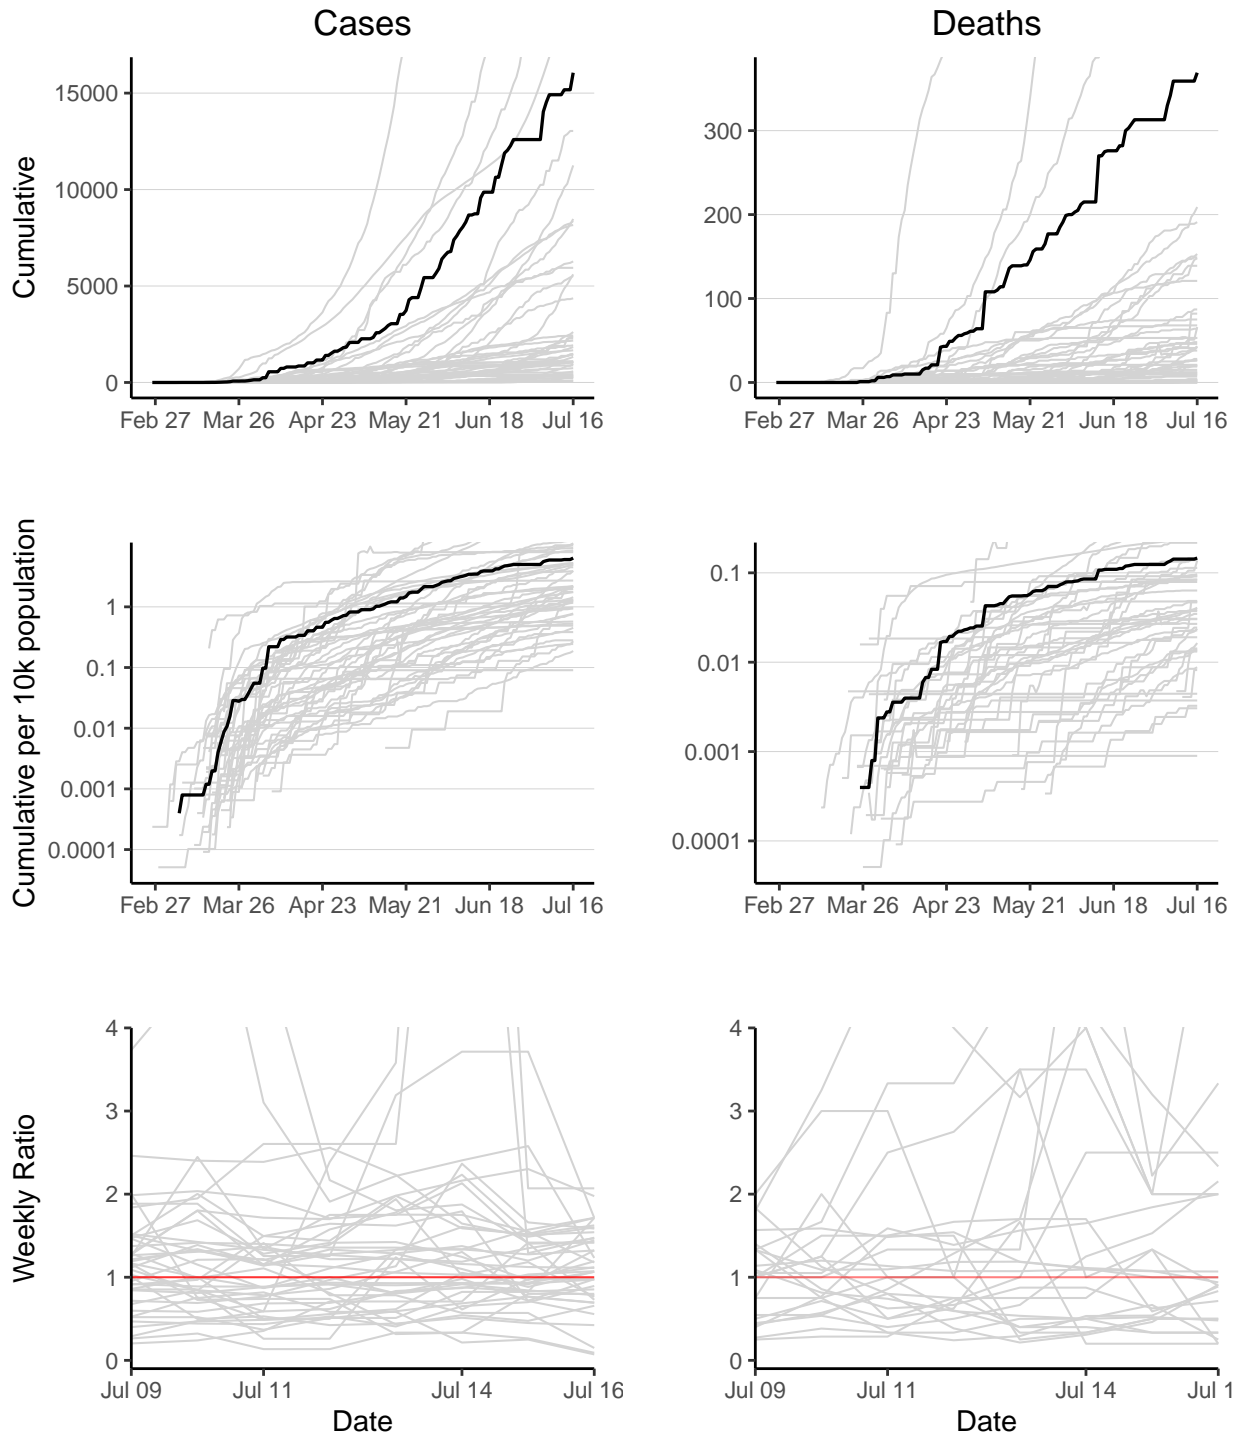 Cases
Deaths
Cumulative
15000
10000
5000
0
Feb 27 Mar 26 Apr 23 May 21 Jun 18 Jul 16
300
200
100
0
Feb 27 Mar 26 Apr 23 May 21 Jun 18 Jul 16
Cumulative per 10k population
1
0.1
0.01
0.001
0.0001
Feb 27 Mar 26 Apr 23 May 21 Jun 18 Jul 16
0.1
0.01
0.001
0.0001
Feb 27 Mar 26 Apr 23 May 21 Jun 18 Jul 16
Weekly Ratio
4
3
2
1
0
Jul 09 Jul 11 Jul 14 Jul 16
Date
4
3
2
1
0
Jul 09 Jul 11 Jul 14 Jul 1
Date